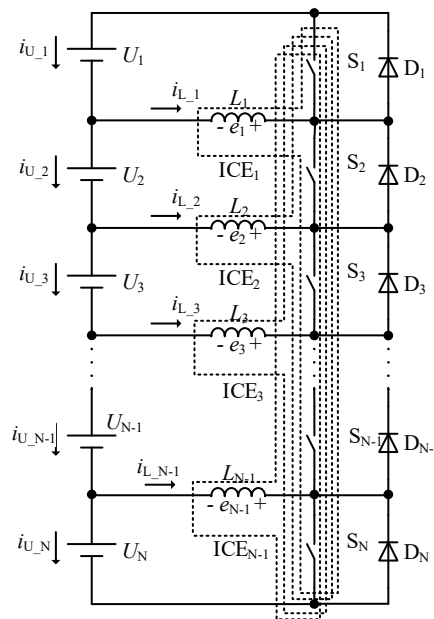 i_U_1 U_1 S_1 D_1
i_L_1 L_1
- e_1 +
ICE_1
i_U_2 U_2 S_2 D_2
i_L_2 L_2
- e_2 +
ICE_2
i_U_3 U_3 S_3 D_3
i_L_3 L_3
- e_3 +
ICE_3
i_U_N-1 U_N-1 S_N-1 D_N-
i_L_N-1 L_N-1
- e_N-1 +
ICE_N-1
i_U_N U_N S_N D_N